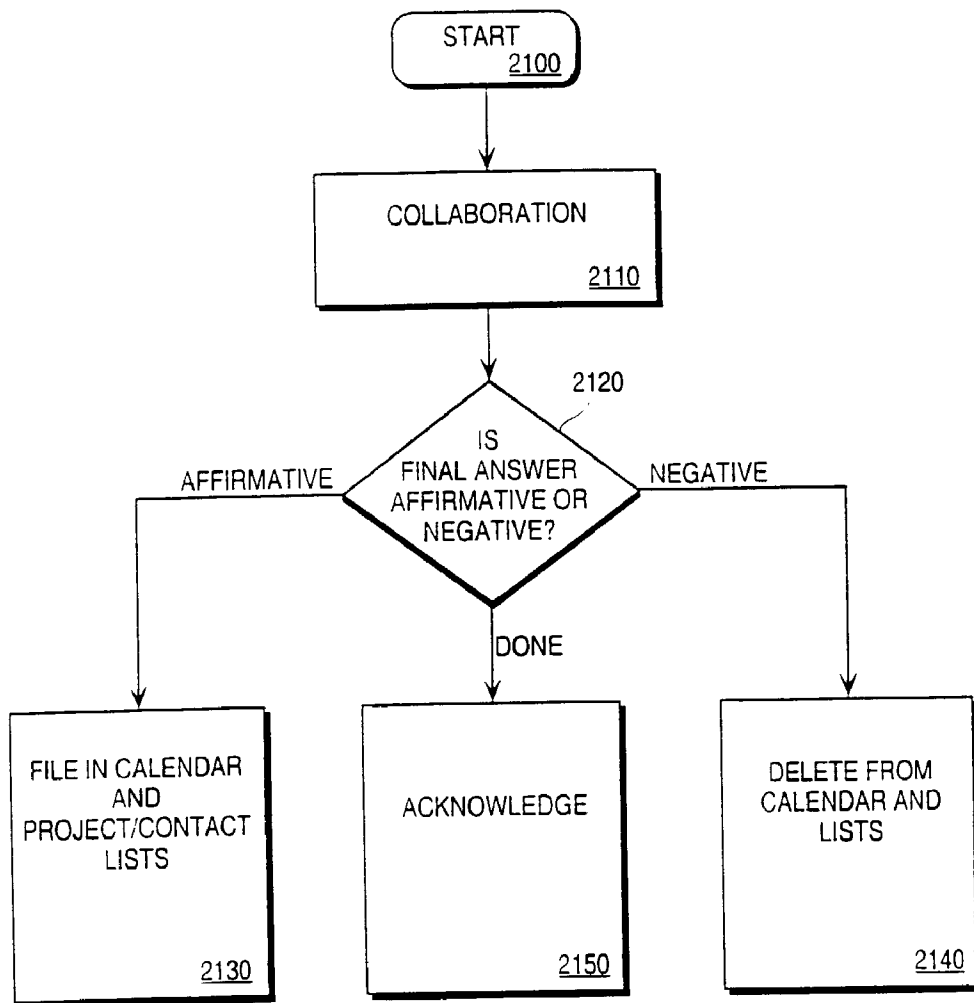 START
2100
COLLABORATION
2110
2120
IS
FINAL ANSWER
AFFIRMATIVE OR
NEGATIVE?
AFFIRMATIVE
NEGATIVE
DONE
FILE IN CALENDAR
AND
PROJECT/CONTACT
LISTS
2130
ACKNOWLEDGE
2150
DELETE FROM
CALENDAR AND
LISTS
2140